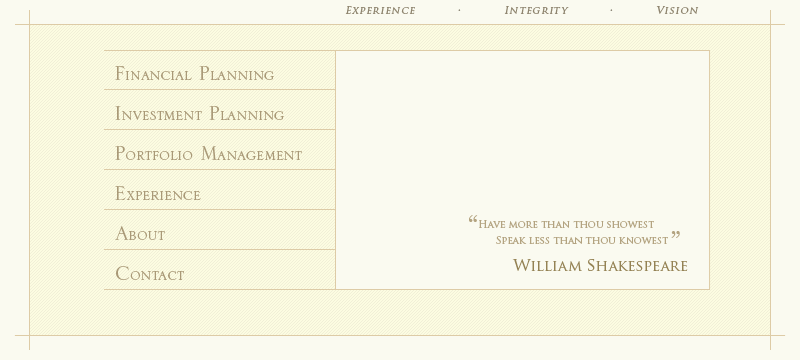 Experience · Integrity · Vision
Financial Planning
Investment Planning
Portfolio Management
Experience
About
Contact
“Have more than thou showest
Speak less than thou knowest”
William Shakespeare